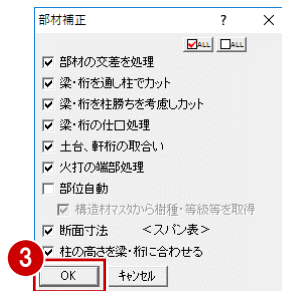 部材補正 ? ×
ALL ALL
部材の交差を処理
梁・桁を通し柱でカット
梁・桁を柱勝ちを考慮しカット
梁・桁の仕口処理
土台、軒桁の取合い
火打の端部処理
部位自動
構造材マスタから樹種・等級等を取得
断面寸法 <スパン表>
柱の高さを梁・桁に合わせる
3
OK キャンセル